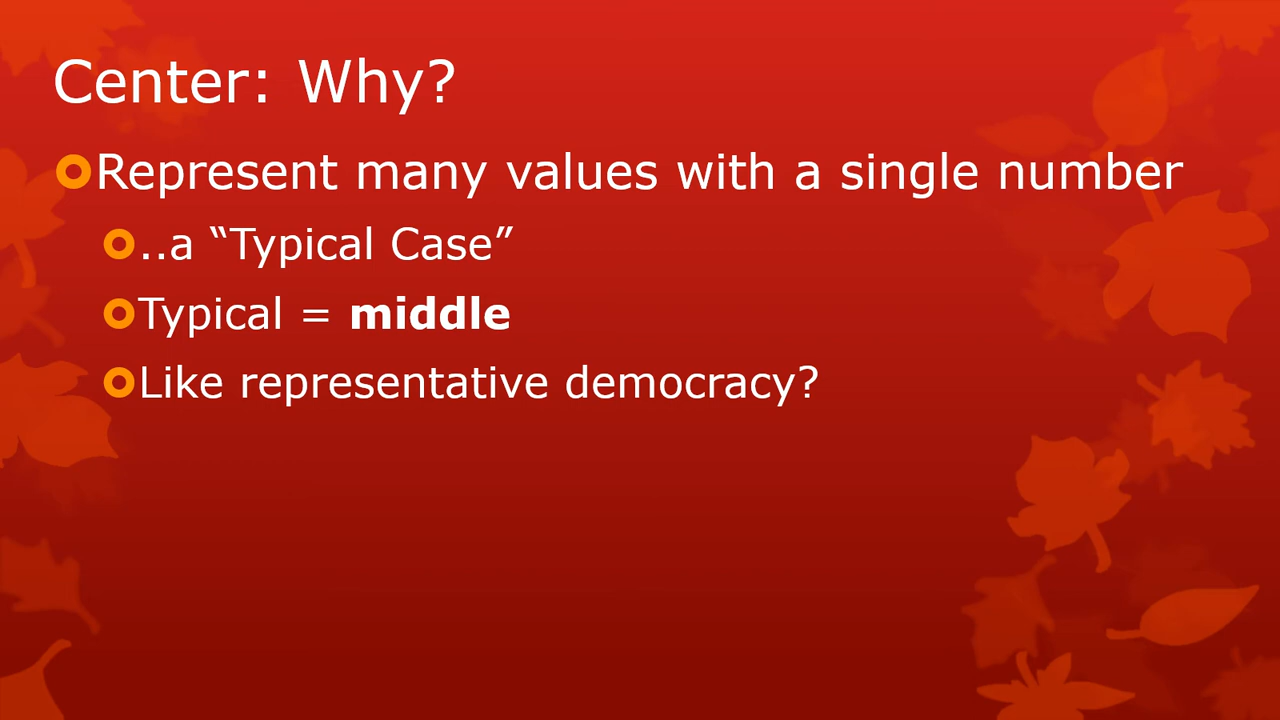 Center: Why?
Represent many values with a single number
..a “Typical Case”
Typical = middle
Like representative democracy?